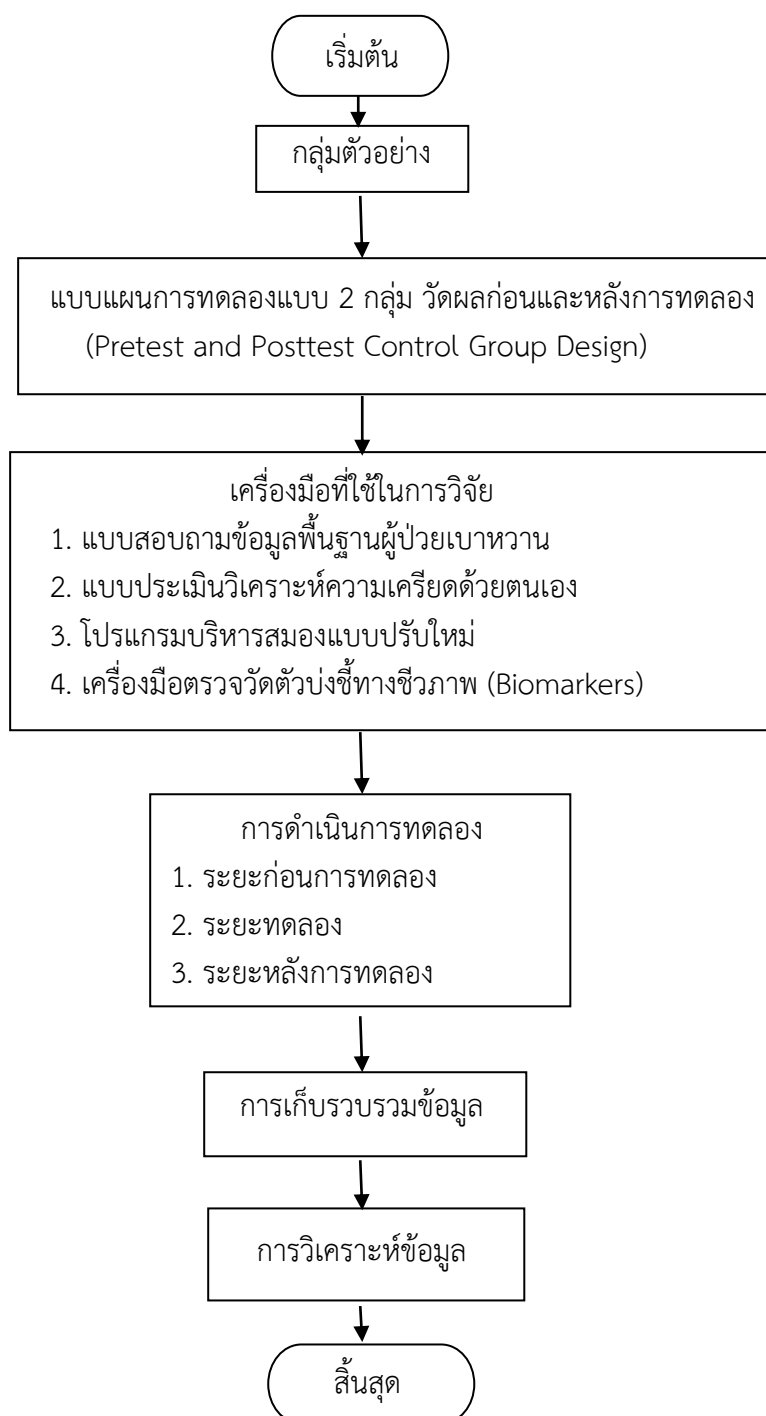 เริ่มต้น
กลุ่มตัวอย่าง
แบบแผนการทดลองแบบ 2 กลุ่ม วัดผลก่อนและหลังการทดลอง
(Pretest and Posttest Control Group Design)
เครื่องมือที่ใช้ในการวิจัย
1. แบบสอบถามข้อมูลพื้นฐานผู้ป่วยเบาหวาน
2. แบบประเมินวิเคราะห์ความเครียดด้วยตนเอง
3. โปรแกรมบริหารสมองแบบปรับใหม่
4. เครื่องมือตรวจวัดตัวบ่งชี้ทางชีวภาพ (Biomarkers)
การดำเนินการทดลอง
1. ระยะก่อนการทดลอง
2. ระยะทดลอง
3. ระยะหลังการทดลอง
การเก็บรวบรวมข้อมูล
การวิเคราะห์ข้อมูล
สิ้นสุด